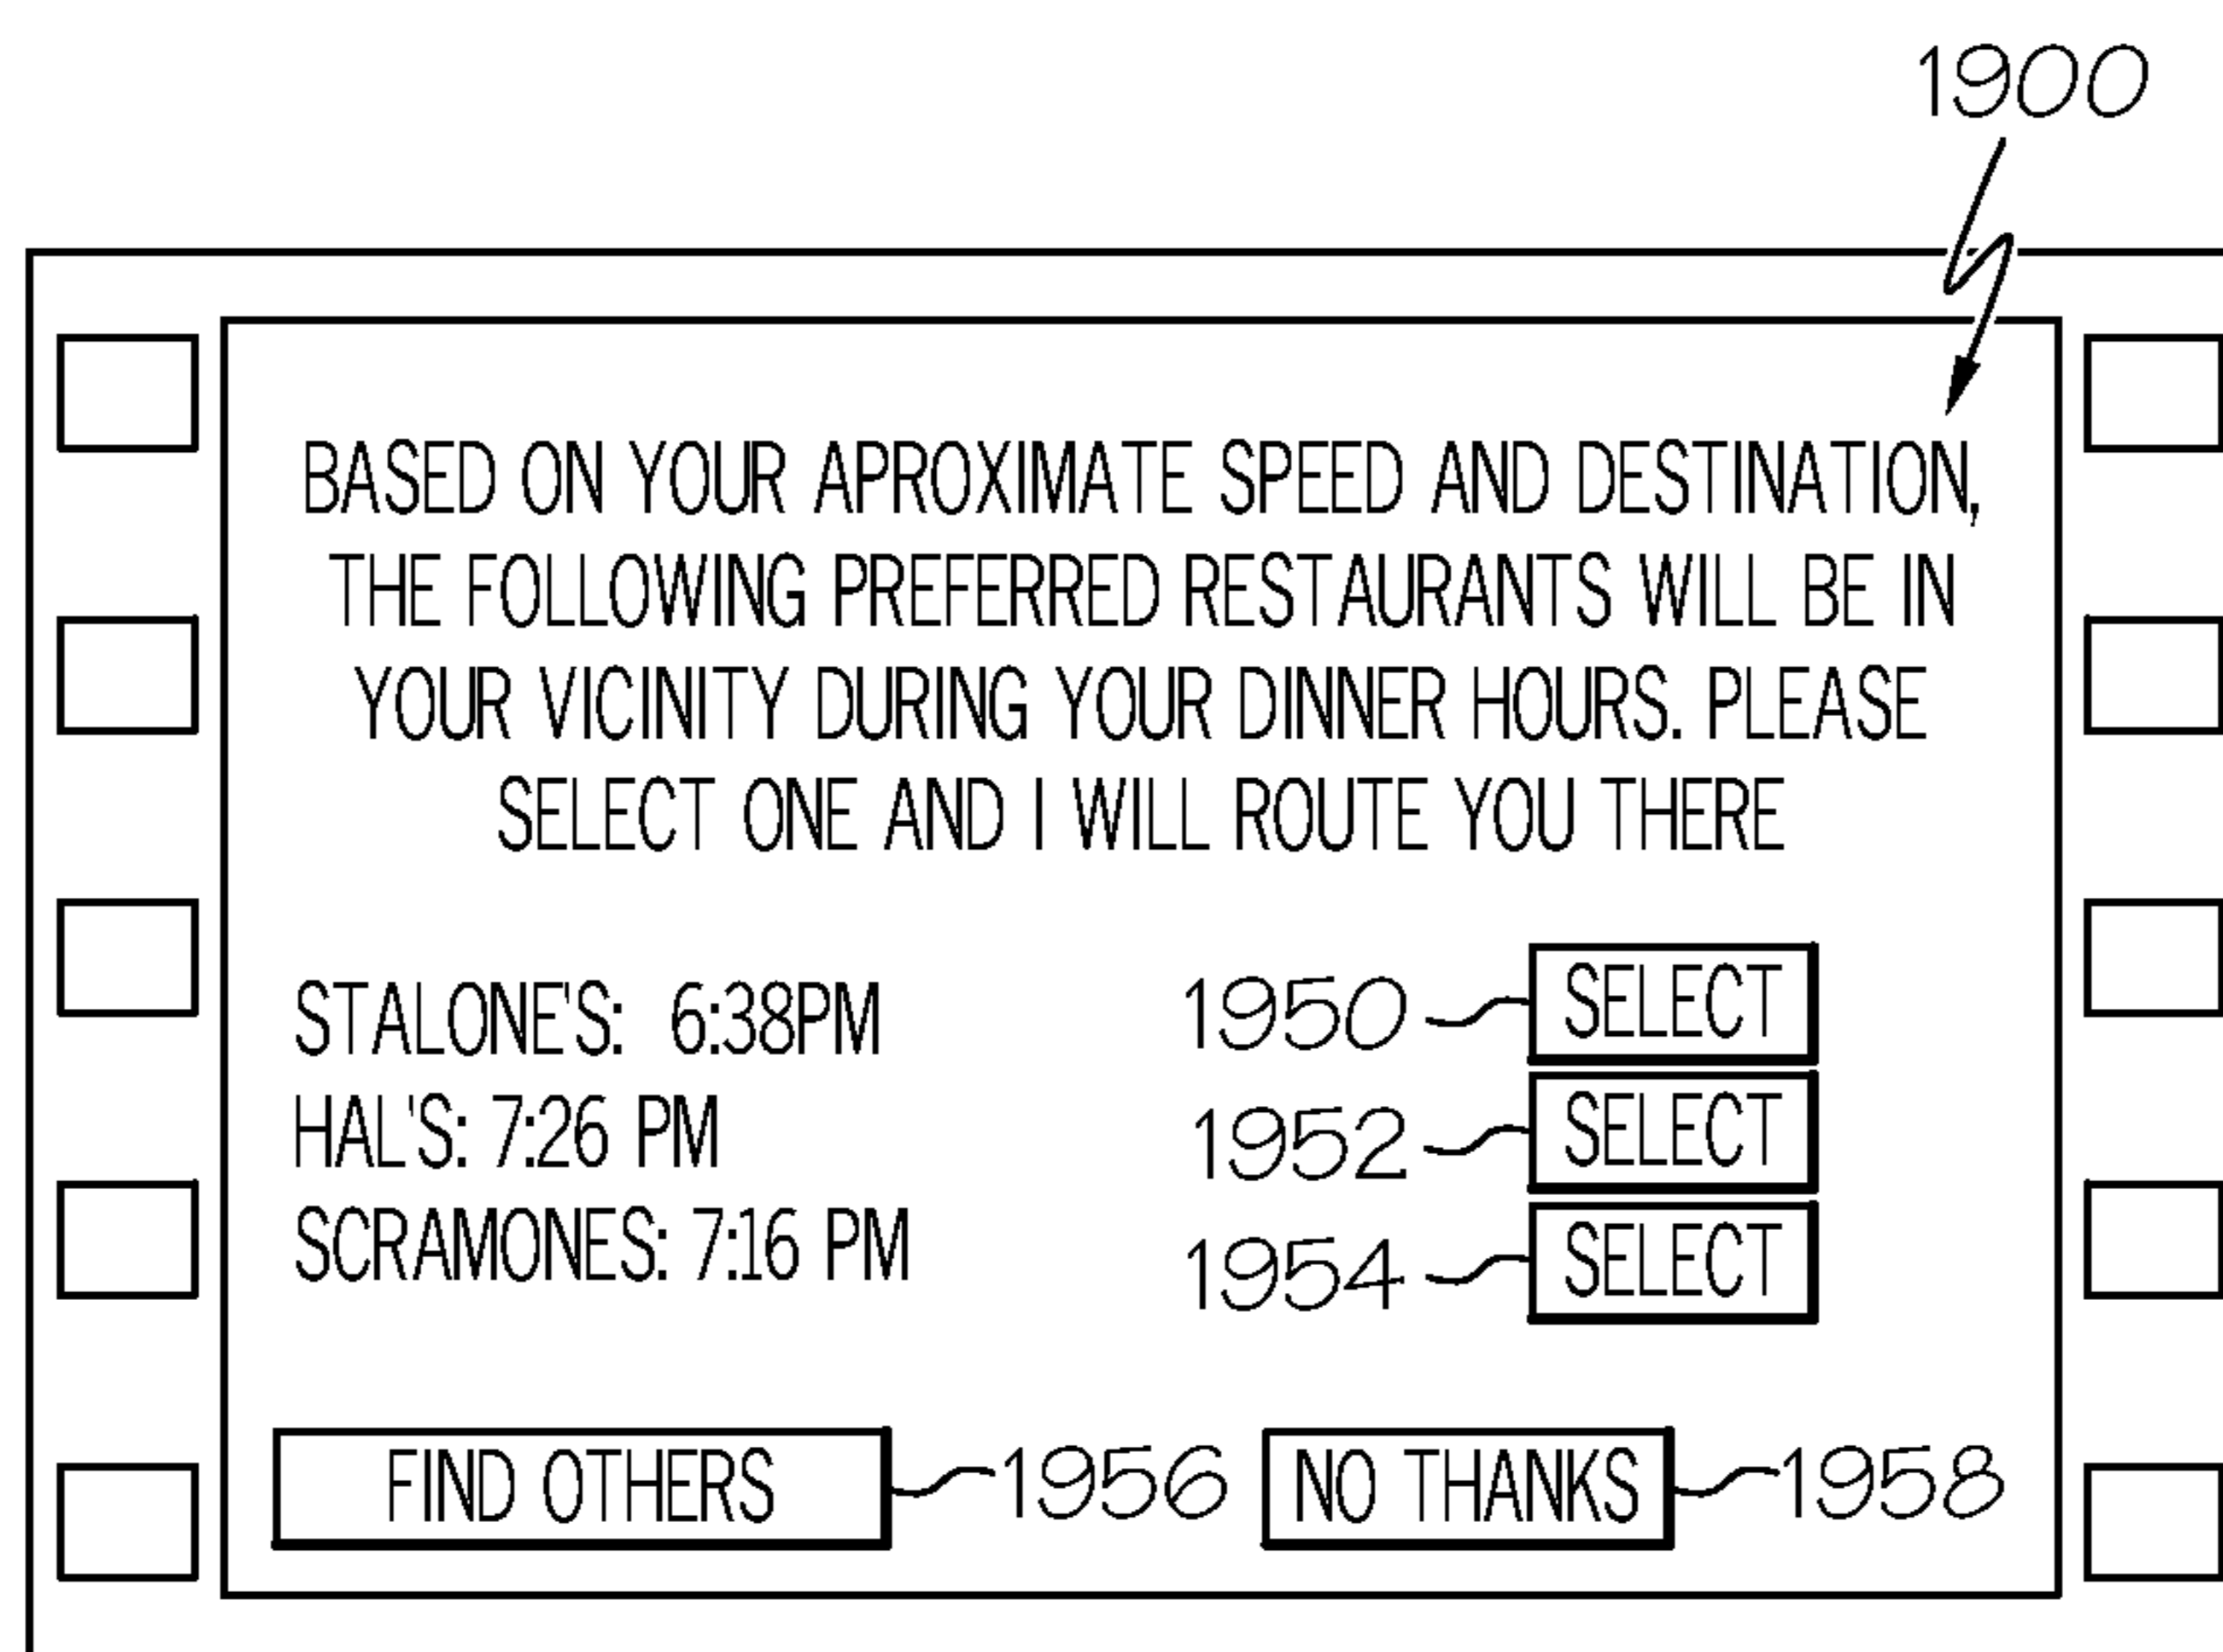 1900
BASED ON YOUR APROXIMATE SPEED AND DESTINATION,
THE FOLLOWING PREFERRED RESTAURANTS WILL BE IN
YOUR VICINITY DURING YOUR DINNER HOURS. PLEASE
SELECT ONE AND I WILL ROUTE YOU THERE
STALONE'S: 6:38PM 1950 SELECT
HAL'S: 7:26 PM 1952 SELECT
SCRAMONES: 7:16 PM 1954 SELECT
FIND OTHERS 1956 NO THANKS 1958